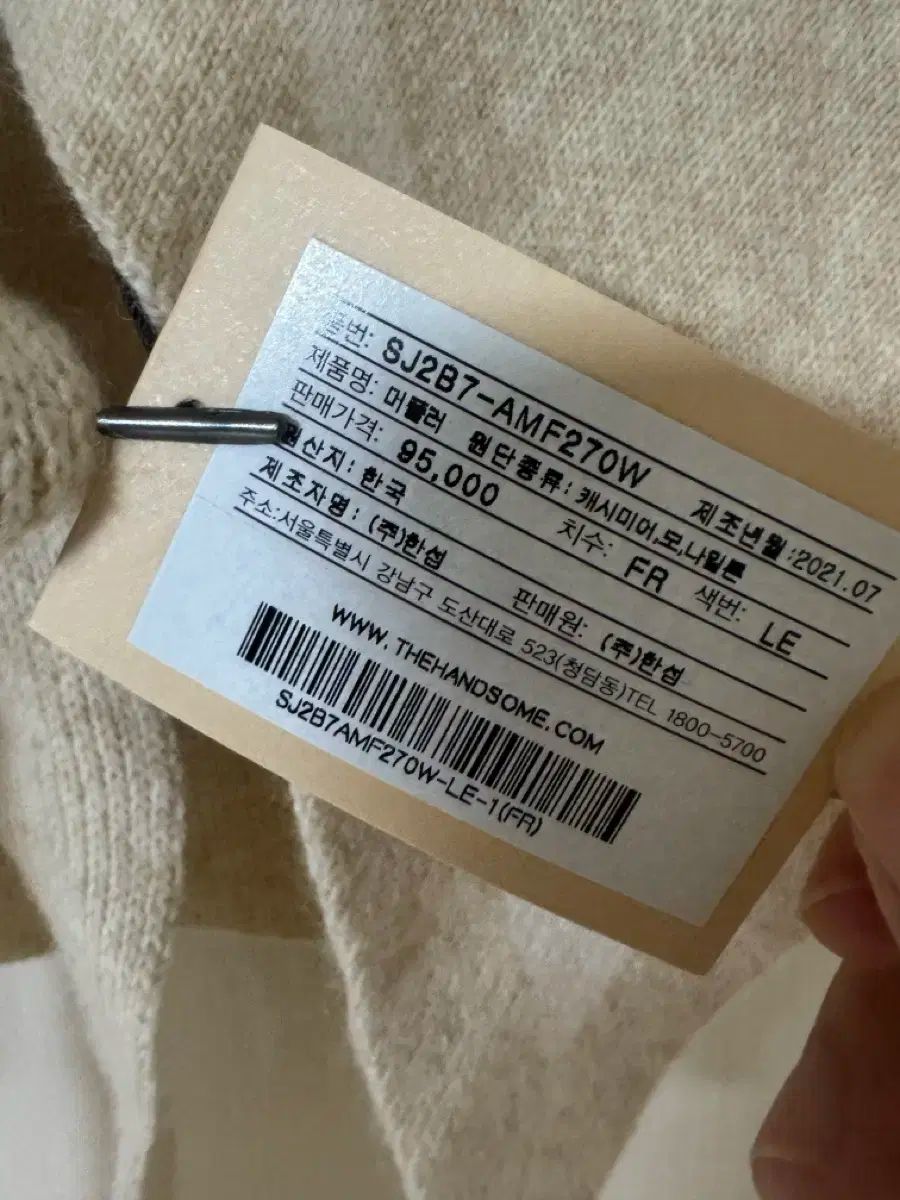 품번: SJ2B7-AMF270W 제조년월:2021.07
제품명: 머플러 원단종류: 캐시미어,모,나일론
판매가격: 95,000 치수: FR 색번: LE
원산지: 한국
제조자명: (주)한섬 판매원: (주)한섬
주소:서울특별시 강남구 도산대로 523(청담동)TEL 1800-5700
WWW.THEHANDSOME.COM
SJ2B7AMF270W-LE-1(FR)